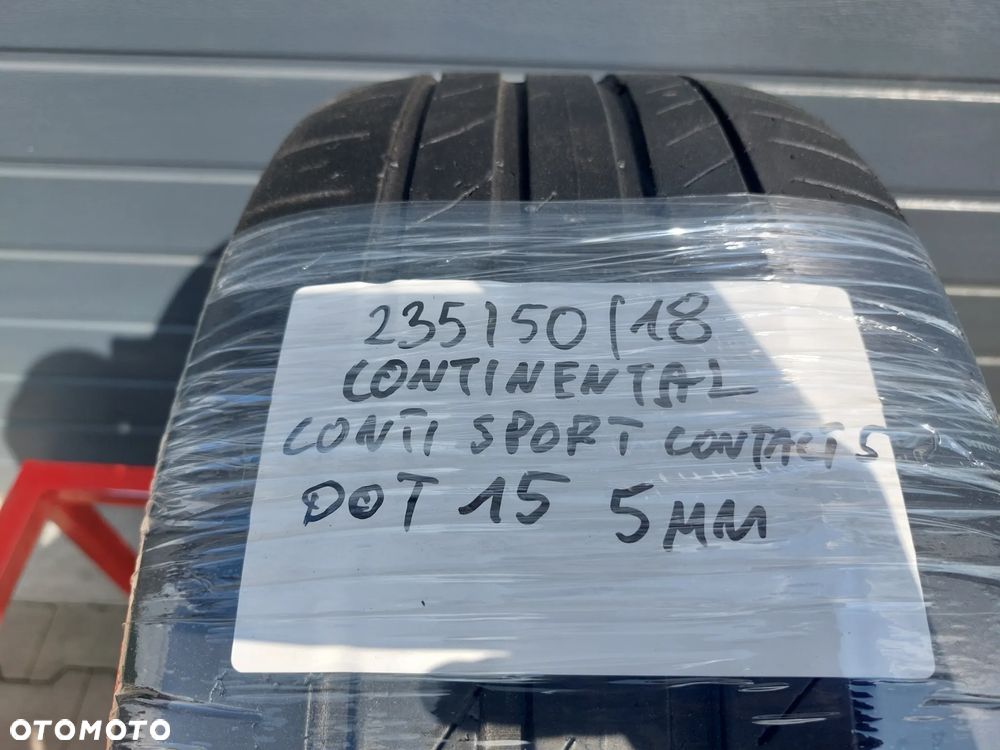 235/50/18
CONTINENTAL
CONTI SPORT CONTACT 5
DOT 15 5MM
OTOMOTO